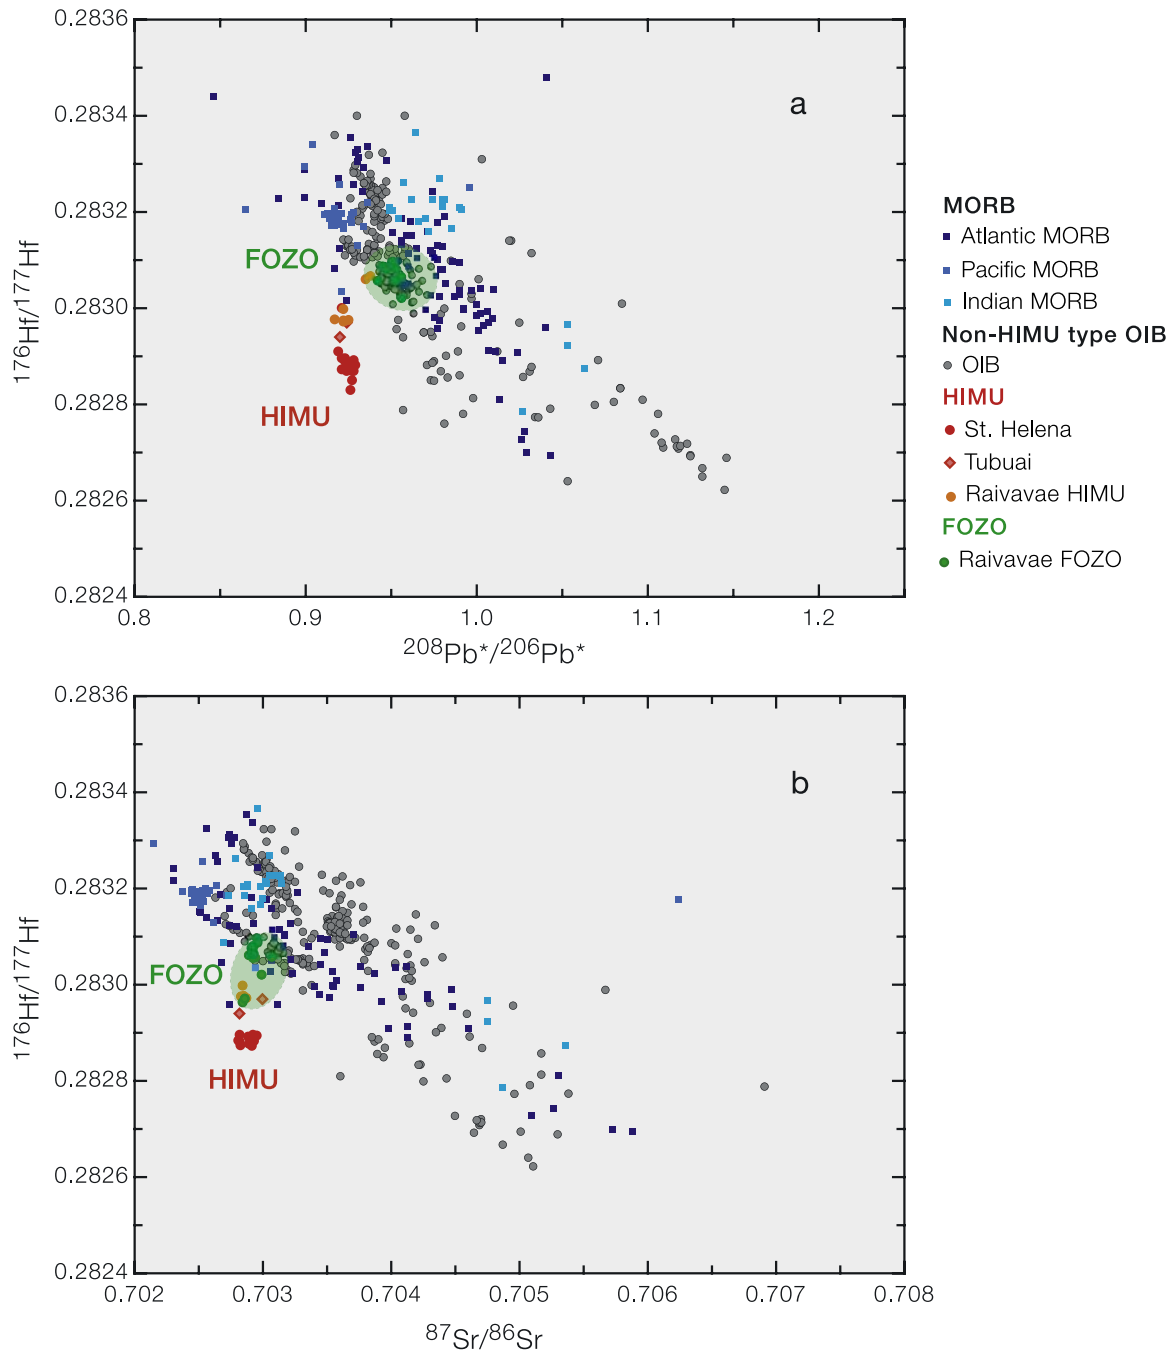 0.2836
0.2834
0.2832
0.2830
0.2828
0.2826
0.2824
176Hf/177Hf
a
FOZO
HIMU
0.8 0.9 1.0 1.1 1.2
208Pb*/206Pb*
MORB
Atlantic MORB
Pacific MORB
Indian MORB
Non-HIMU type OIB
OIB
HIMU
St. Helena
Tubuai
Raivavae HIMU
FOZO
Raivavae FOZO
0.2836
0.2834
0.2832
0.2830
0.2828
0.2826
0.2824
176Hf/177Hf
b
FOZO
HIMU
0.702 0.703 0.704 0.705 0.706 0.707 0.708
87Sr/86Sr